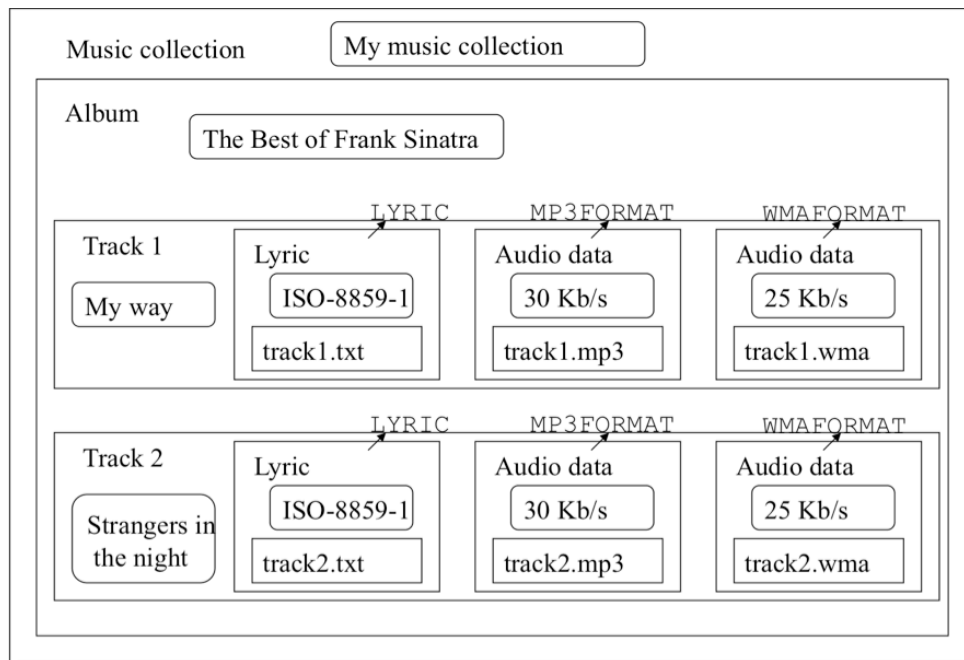 Music collection
My music collection
Album
The Best of Frank Sinatra
LYRIC
MP3FORMAT
WMAFORMAT
Track 1
My way
Lyric
ISO-8859-1
track1.txt
Audio data
30 Kb/s
track1.mp3
Audio data
25 Kb/s
track1.wma
LYRIC
MP3FORMAT
WMAFORMAT
Track 2
Strangers in
the night
Lyric
ISO-8859-1
track2.txt
Audio data
30 Kb/s
track2.mp3
Audio data
25 Kb/s
track2.wma